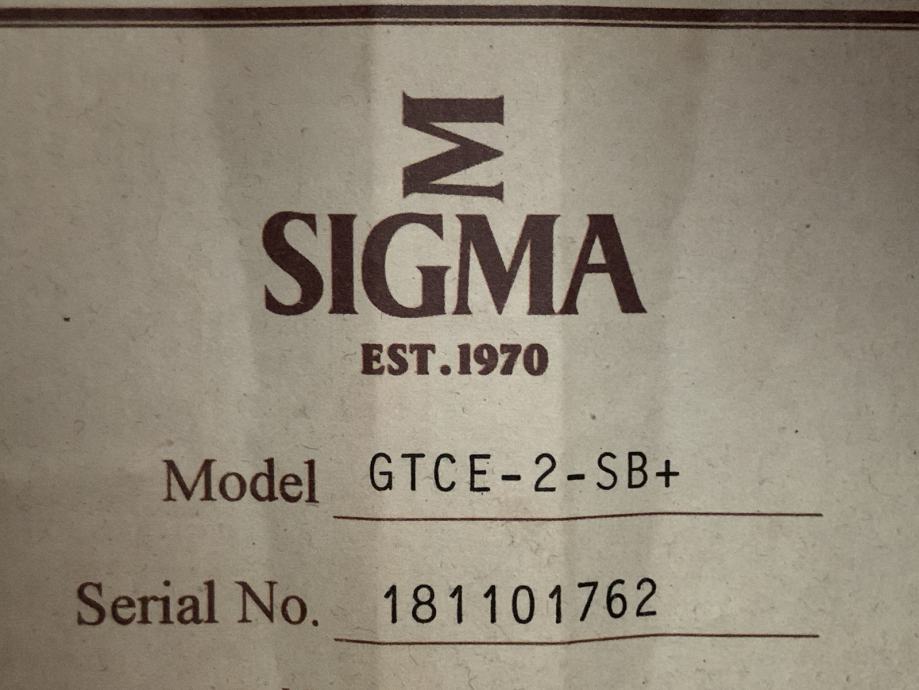 SIGMA
EST.1970
Model GTCE-2-SB+
Serial No. 181101762